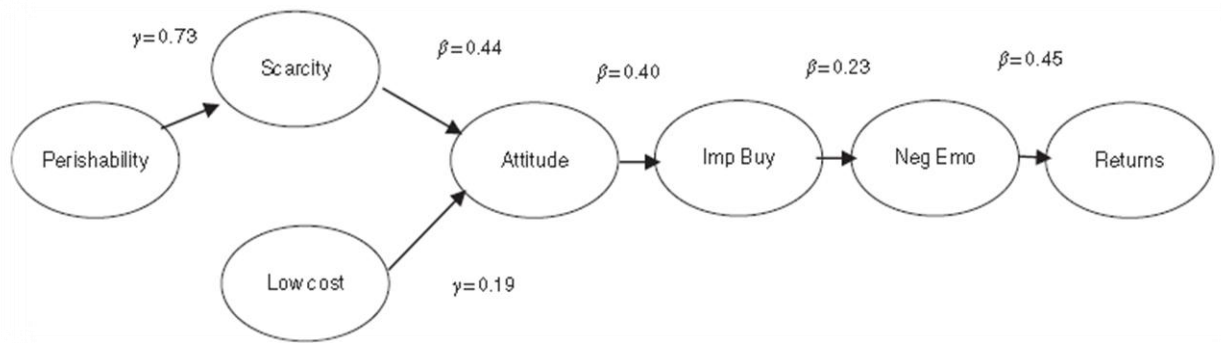 γ=0.73
Scarcity
β=0.44
β=0.40
β=0.23
β=0.45
Perishability
Attitude
Imp Buy
Neg Emo
Returns
Low cost
γ=0.19